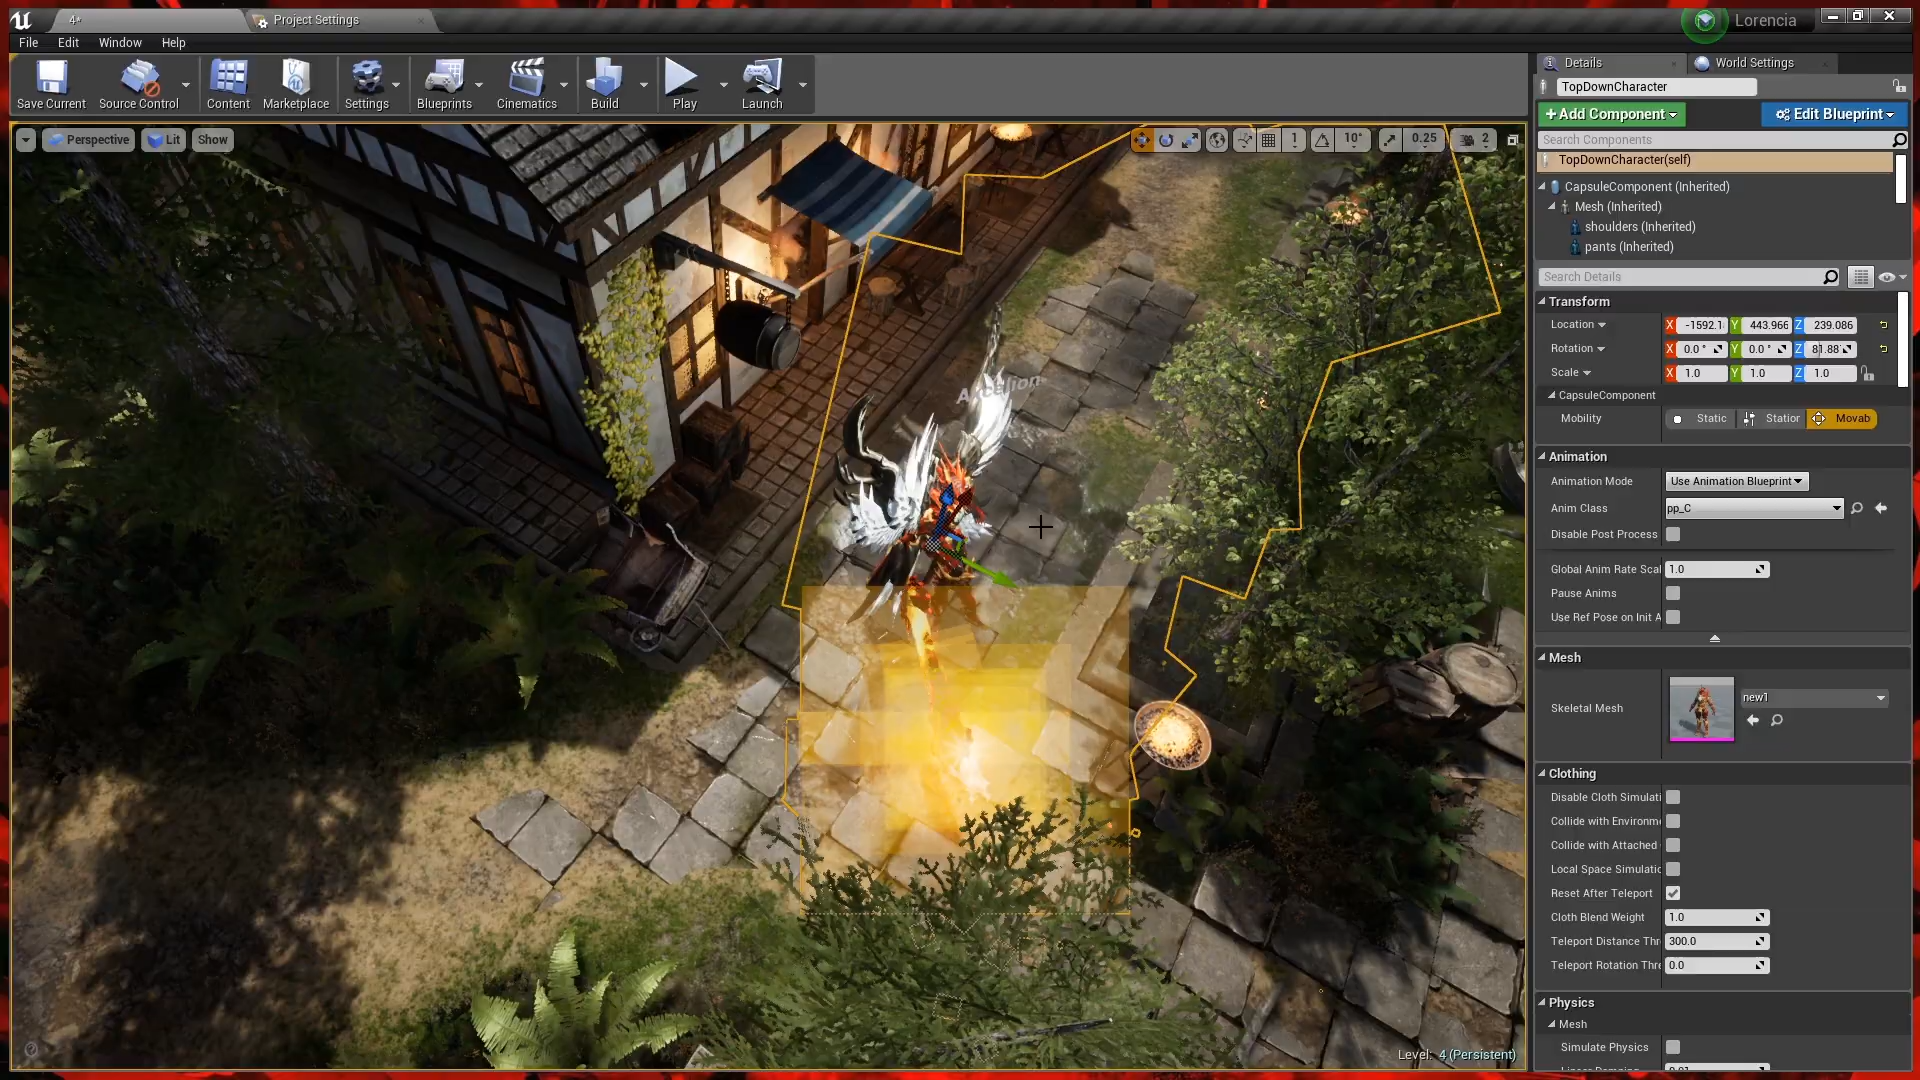 4*
Project Settings
Lorencia
File Edit Window Help
Save Current
Source Control
Content
Marketplace
Settings
Blueprints
Cinematics
Build
Play
Launch
Perspective
Lit
Show
1
10°
0.25
2
Arcelion
Level: 4 (Persistent)
Details
World Settings
TopDownCharacter
+Add Component
Edit Blueprint
Search Components
TopDownCharacter(self)
CapsuleComponent (Inherited)
Mesh (Inherited)
shoulders (Inherited)
pants (Inherited)
Search Details
Transform
Location X -1592.1 Y 443.966 Z 239.086
Rotation X 0.0 ° Y 0.0 ° Z 81.88
Scale X 1.0 Y 1.0 Z 1.0
CapsuleComponent
Mobility Static Station Movab
Animation
Animation Mode Use Animation Blueprint
Anim Class pp_C
Disable Post Process
Global Anim Rate Scal 1.0
Pause Anims
Use Ref Pose on Init A
Mesh
Skeletal Mesh new1
Clothing
Disable Cloth Simulati
Collide with Environme
Collide with Attached
Local Space Simulatic
Reset After Teleport
Cloth Blend Weight 1.0
Teleport Distance Thr 300.0
Teleport Rotation Thre 0.0
Physics
Mesh
Simulate Physics